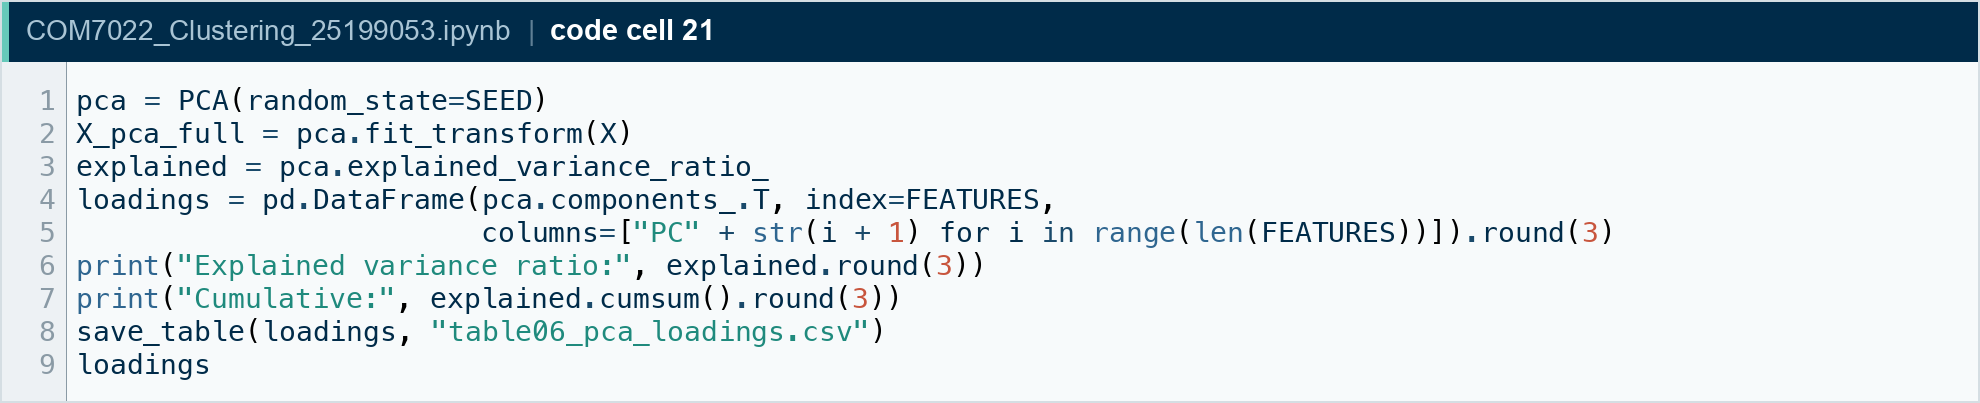 COM7022_Clustering_25199053.ipynb | code cell 21
1 pca = PCA(random_state=SEED)
2 X_pca_full = pca.fit_transform(X)
3 explained = pca.explained_variance_ratio_
4 loadings = pd.DataFrame(pca.components_.T, index=FEATURES,
5                         columns=["PC" + str(i + 1) for i in range(len(FEATURES))]).round(3)
6 print("Explained variance ratio:", explained.round(3))
7 print("Cumulative:", explained.cumsum().round(3))
8 save_table(loadings, "table06_pca_loadings.csv")
9 loadings